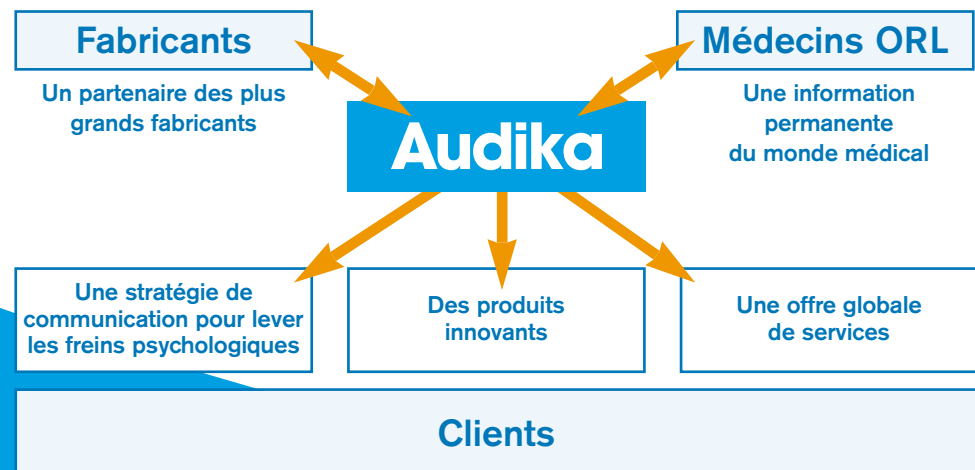 Fabricants
Médecins ORL
Un partenaire des plus
grands fabricants
Une information
permanente
du monde médical
Audika
Une stratégie de
communication pour lever
les freins psychologiques
Des produits
innovants
Une offre globale
de services
Clients